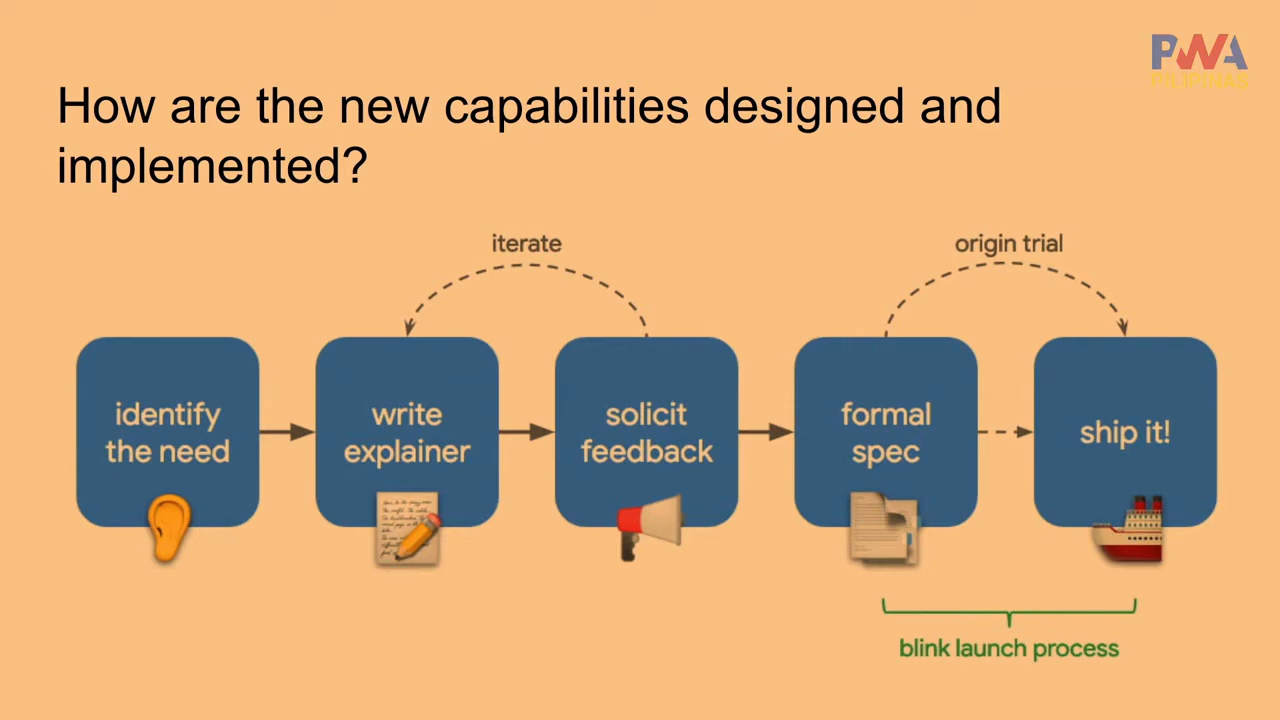 PWA
PILIPINAS
How are the new capabilities designed and
implemented?
iterate
origin trial
identify
the need
write
explainer
solicit
feedback
formal
spec
ship it!
blink launch process